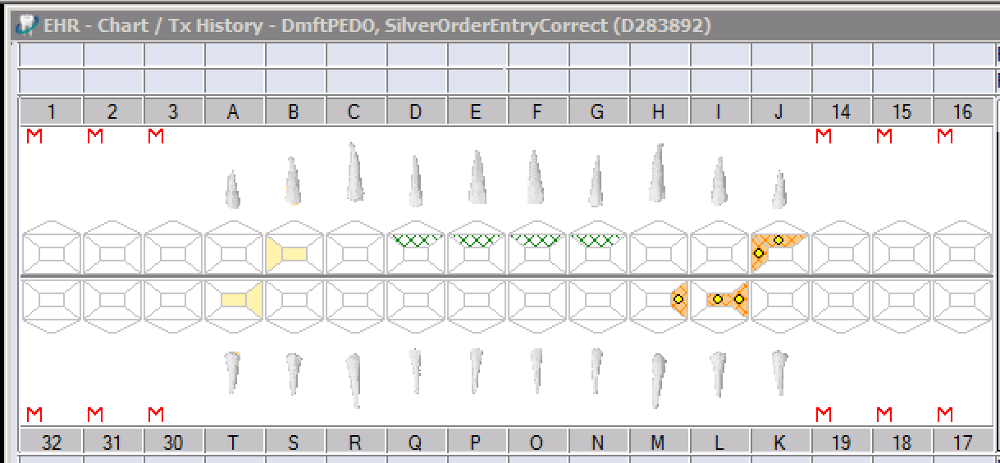 EHR - Chart / Tx History - DmftPEDO, SilverOrderEntryCorrect (D283892)
1 2 3 A B C D E F G H I J 14 15 16
M M M M M M
M M M M M M
32 31 30 T S R Q P O N M L K 19 18 17